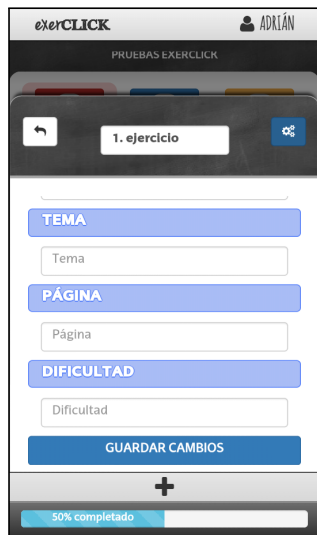 exerCLICK
ADRIÁN
PRUEBAS EXERCLICK
1. ejercicio
TEMA
Tema
PÁGINA
Página
DIFICULTAD
Dificultad
GUARDAR CAMBIOS
50% completado